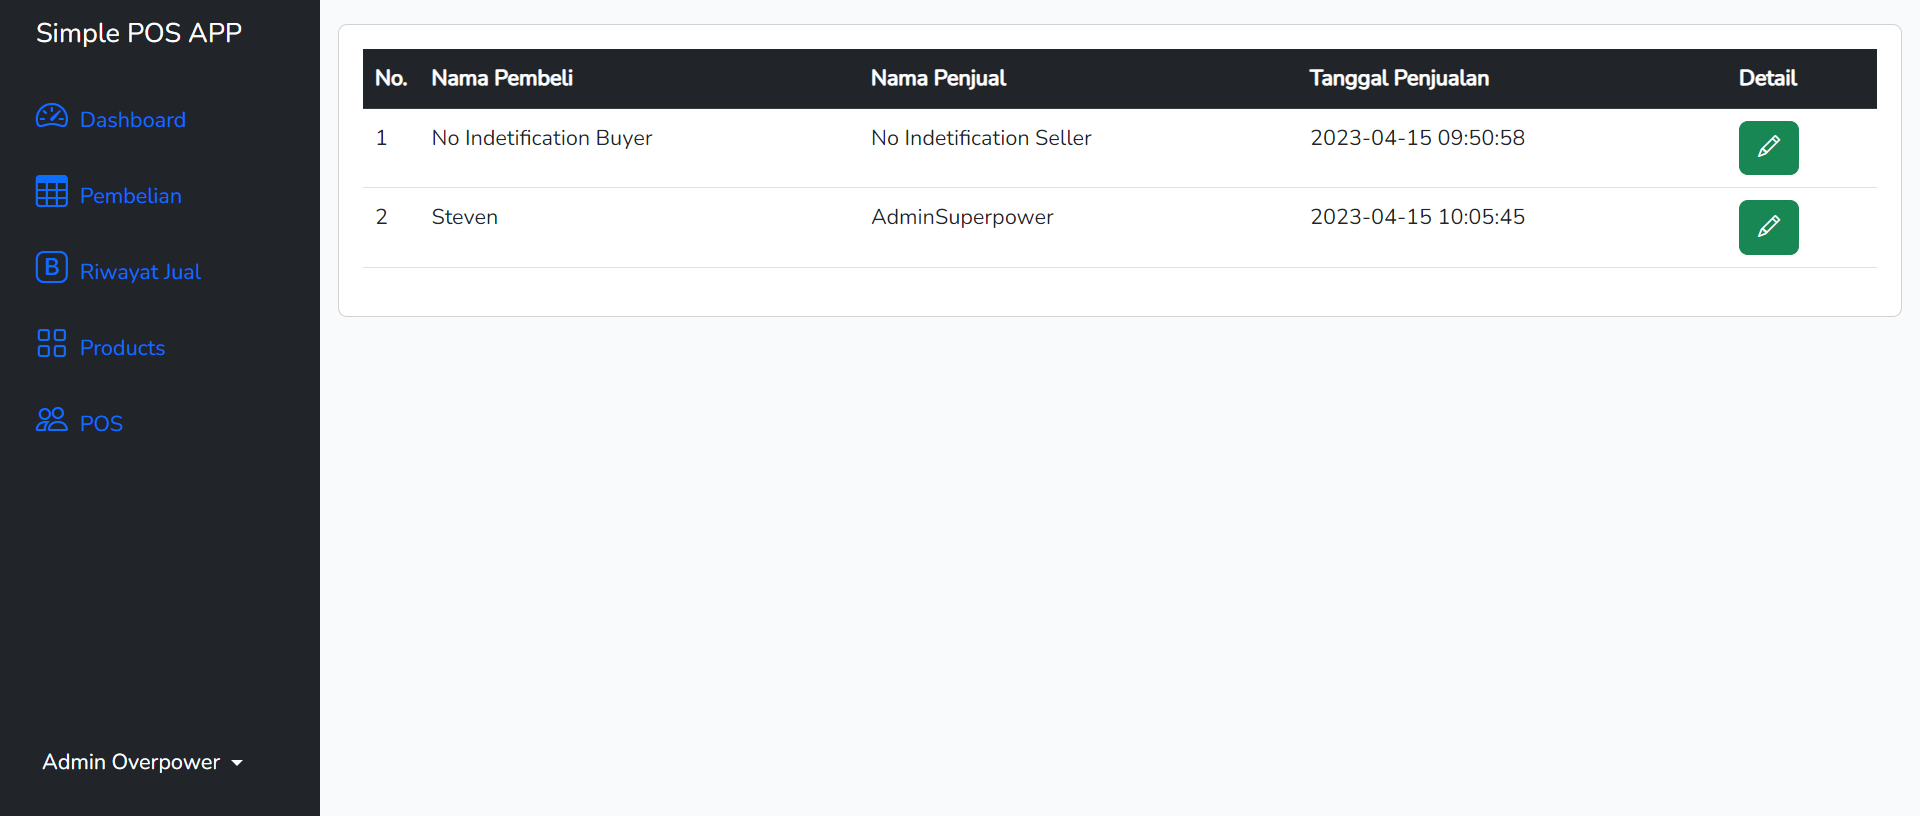 Simple POS APP
Dashboard
Pembelian
B Riwayat Jual
Products
POS
Admin Overpower
No. Nama Pembeli Nama Penjual Tanggal Penjualan Detail
1 No Indetification Buyer No Indetification Seller 2023-04-15 09:50:58
2 Steven AdminSuperpower 2023-04-15 10:05:45